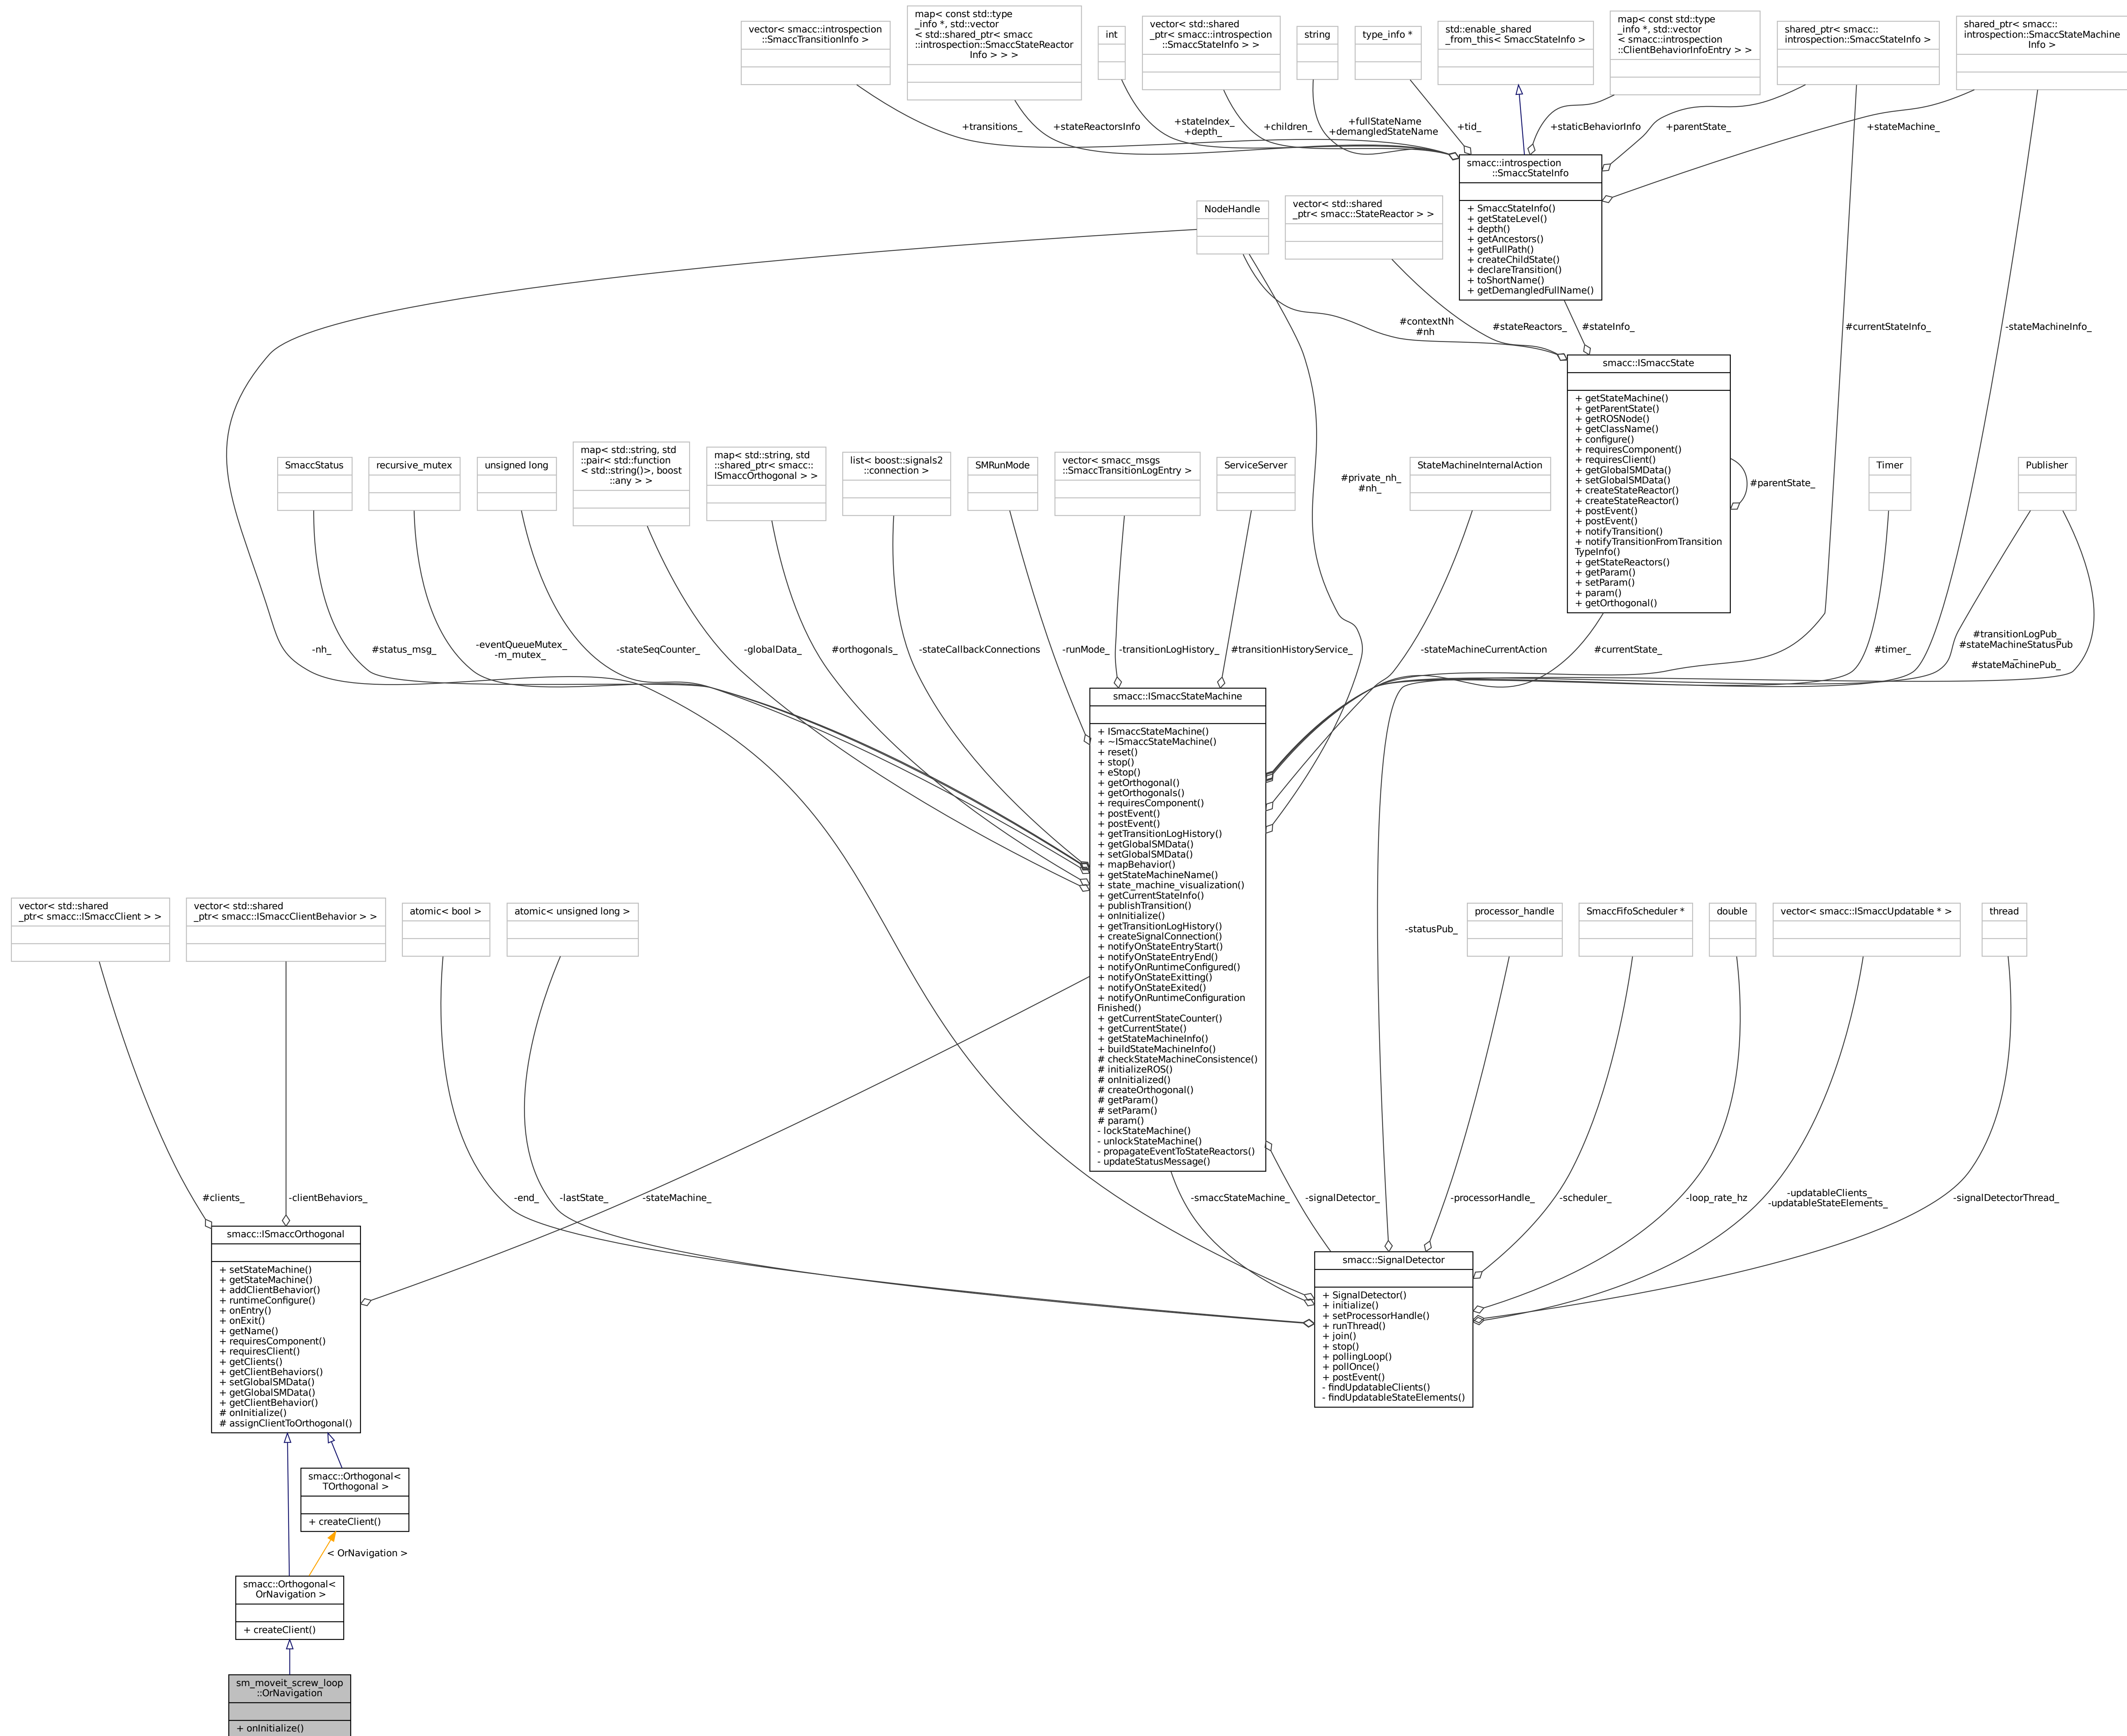 vector< smacc::introspection
::SmaccTransitionInfo >
map< const std::type
_info *, std::vector
< std::shared_ptr< smacc
::introspection::SmaccStateReactor
Info > > >
int
vector< std::shared
_ptr< smacc::introspection
::SmaccStateInfo > >
string
type_info *
std::enable_shared
_from_this< SmaccStateInfo >
map< const std::type
_info *, std::vector
< smacc::introspection
::ClientBehaviorInfoEntry > >
shared_ptr< smacc::
introspection::SmaccStateInfo >
shared_ptr< smacc::
introspection::SmaccStateMachine
Info >
+transitions_
+stateReactorsInfo
+stateIndex_
+depth_
+children_
+fullStateName
+demangledStateName
+tid_
+staticBehaviorInfo
+parentState_
+stateMachine_
smacc::introspection
::SmaccStateInfo
+ SmaccStateInfo()
+ getStateLevel()
+ depth()
+ getAncestors()
+ getFullPath()
+ createChildState()
+ declareTransition()
+ toShortName()
+ getDemangledFullName()
NodeHandle
vector< std::shared
_ptr< smacc::StateReactor > >
#contextNh
#nh
#stateReactors_
#stateInfo_
#currentStateInfo_
-stateMachineInfo_
smacc::ISmaccState
+ getStateMachine()
+ getParentState()
+ getROSNode()
+ getClassName()
+ configure()
+ requiresComponent()
+ requiresClient()
+ getGlobalSMData()
+ setGlobalSMData()
+ createStateReactor()
+ createStateReactor()
+ postEvent()
+ postEvent()
+ notifyTransition()
+ notifyTransitionFromTransition
TypeInfo()
+ getStateReactors()
+ getParam()
+ setParam()
+ param()
+ getOrthogonal()
#parentState_
SmaccStatus
recursive_mutex
unsigned long
map< std::string, std
::pair< std::function
< std::string()>, boost
::any > >
map< std::string, std
::shared_ptr< smacc::
ISmaccOrthogonal > >
list< boost::signals2
::connection >
SMRunMode
vector< smacc_msgs
::SmaccTransitionLogEntry >
ServiceServer
#private_nh_
#nh_
StateMachineInternalAction
Timer
Publisher
-nh_
#status_msg_
-eventQueueMutex_
-m_mutex_
-stateSeqCounter_
-globalData_
#orthogonals_
-stateCallbackConnections
-runMode_
-transitionLogHistory_
#transitionHistoryService_
-stateMachineCurrentAction
#currentState_
#timer_
#transitionLogPub_
#stateMachineStatusPub
_
#stateMachinePub_
smacc::ISmaccStateMachine
+ ISmaccStateMachine()
+ ~ISmaccStateMachine()
+ reset()
+ stop()
+ eStop()
+ getOrthogonal()
+ getOrthogonals()
+ requiresComponent()
+ postEvent()
+ postEvent()
+ getTransitionLogHistory()
+ getGlobalSMData()
+ setGlobalSMData()
+ mapBehavior()
+ getStateMachineName()
+ state_machine_visualization()
+ getCurrentStateInfo()
+ publishTransition()
+ onInitialize()
+ getTransitionLogHistory()
+ createSignalConnection()
+ notifyOnStateEntryStart()
+ notifyOnStateEntryEnd()
+ notifyOnRuntimeConfigured()
+ notifyOnStateExitting()
+ notifyOnStateExited()
+ notifyOnRuntimeConfiguration
Finished()
+ getCurrentStateCounter()
+ getCurrentState()
+ getStateMachineInfo()
+ buildStateMachineInfo()
# checkStateMachineConsistence()
# initializeROS()
# onInitialized()
# createOrthogonal()
# getParam()
# setParam()
# param()
- lockStateMachine()
- unlockStateMachine()
- propagateEventToStateReactors()
- updateStatusMessage()
vector< std::shared
_ptr< smacc::ISmaccClient > >
vector< std::shared
_ptr< smacc::ISmaccClientBehavior > >
atomic< bool >
atomic< unsigned long >
-statusPub_
processor_handle
SmaccFifoScheduler *
double
vector< smacc::ISmaccUpdatable * >
thread
#clients_
-clientBehaviors_
-end_
-lastState_
-stateMachine_
-smaccStateMachine_
-signalDetector_
-processorHandle_
-scheduler_
-loop_rate_hz
-updatableClients_
-updatableStateElements_
-signalDetectorThread_
smacc::ISmaccOrthogonal
+ setStateMachine()
+ getStateMachine()
+ addClientBehavior()
+ runtimeConfigure()
+ onEntry()
+ onExit()
+ getName()
+ requiresComponent()
+ requiresClient()
+ getClients()
+ getClientBehaviors()
+ setGlobalSMData()
+ getGlobalSMData()
+ getClientBehavior()
# onInitialize()
# assignClientToOrthogonal()
smacc::SignalDetector
+ SignalDetector()
+ initialize()
+ setProcessorHandle()
+ runThread()
+ join()
+ stop()
+ pollingLoop()
+ pollOnce()
+ postEvent()
- findUpdatableClients()
- findUpdatableStateElements()
smacc::Orthogonal<
TOrthogonal >
+ createClient()
< OrNavigation >
smacc::Orthogonal<
OrNavigation >
+ createClient()
sm_moveit_screw_loop
::OrNavigation
+ onInitialize()